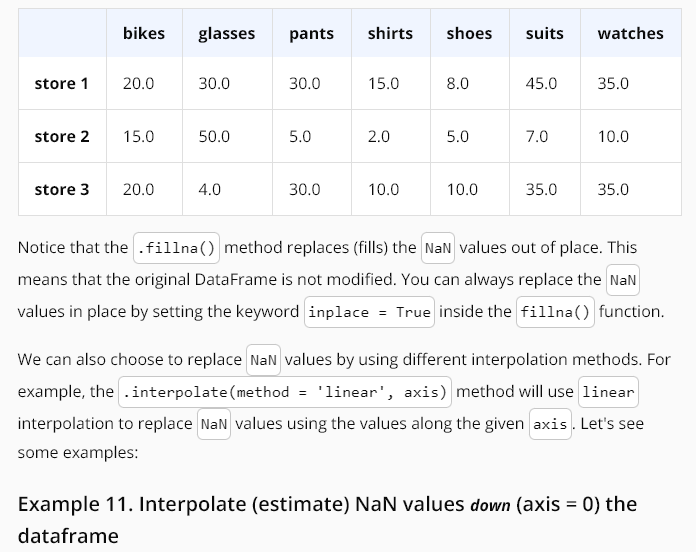 bikes glasses pants shirts shoes suits watches
store 1 20.0 30.0 30.0 15.0 8.0 45.0 35.0
store 2 15.0 50.0 5.0 2.0 5.0 7.0 10.0
store 3 20.0 4.0 30.0 10.0 10.0 35.0 35.0
Notice that the .fillna() method replaces (fills) the NaN values out of place. This
means that the original DataFrame is not modified. You can always replace the NaN
values in place by setting the keyword inplace = True inside the fillna() function.
We can also choose to replace NaN values by using different interpolation methods. For
example, the .interpolate(method = 'linear', axis) method will use linear
interpolation to replace NaN values using the values along the given axis. Let's see
some examples:
Example 11. Interpolate (estimate) NaN values down (axis = 0) the
dataframe